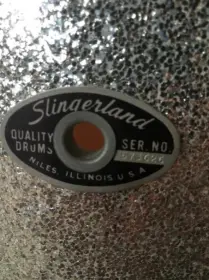 Slingerland
QUALITY
DRUMS
SER. NO.
NILES, ILLINOIS, U.S.A